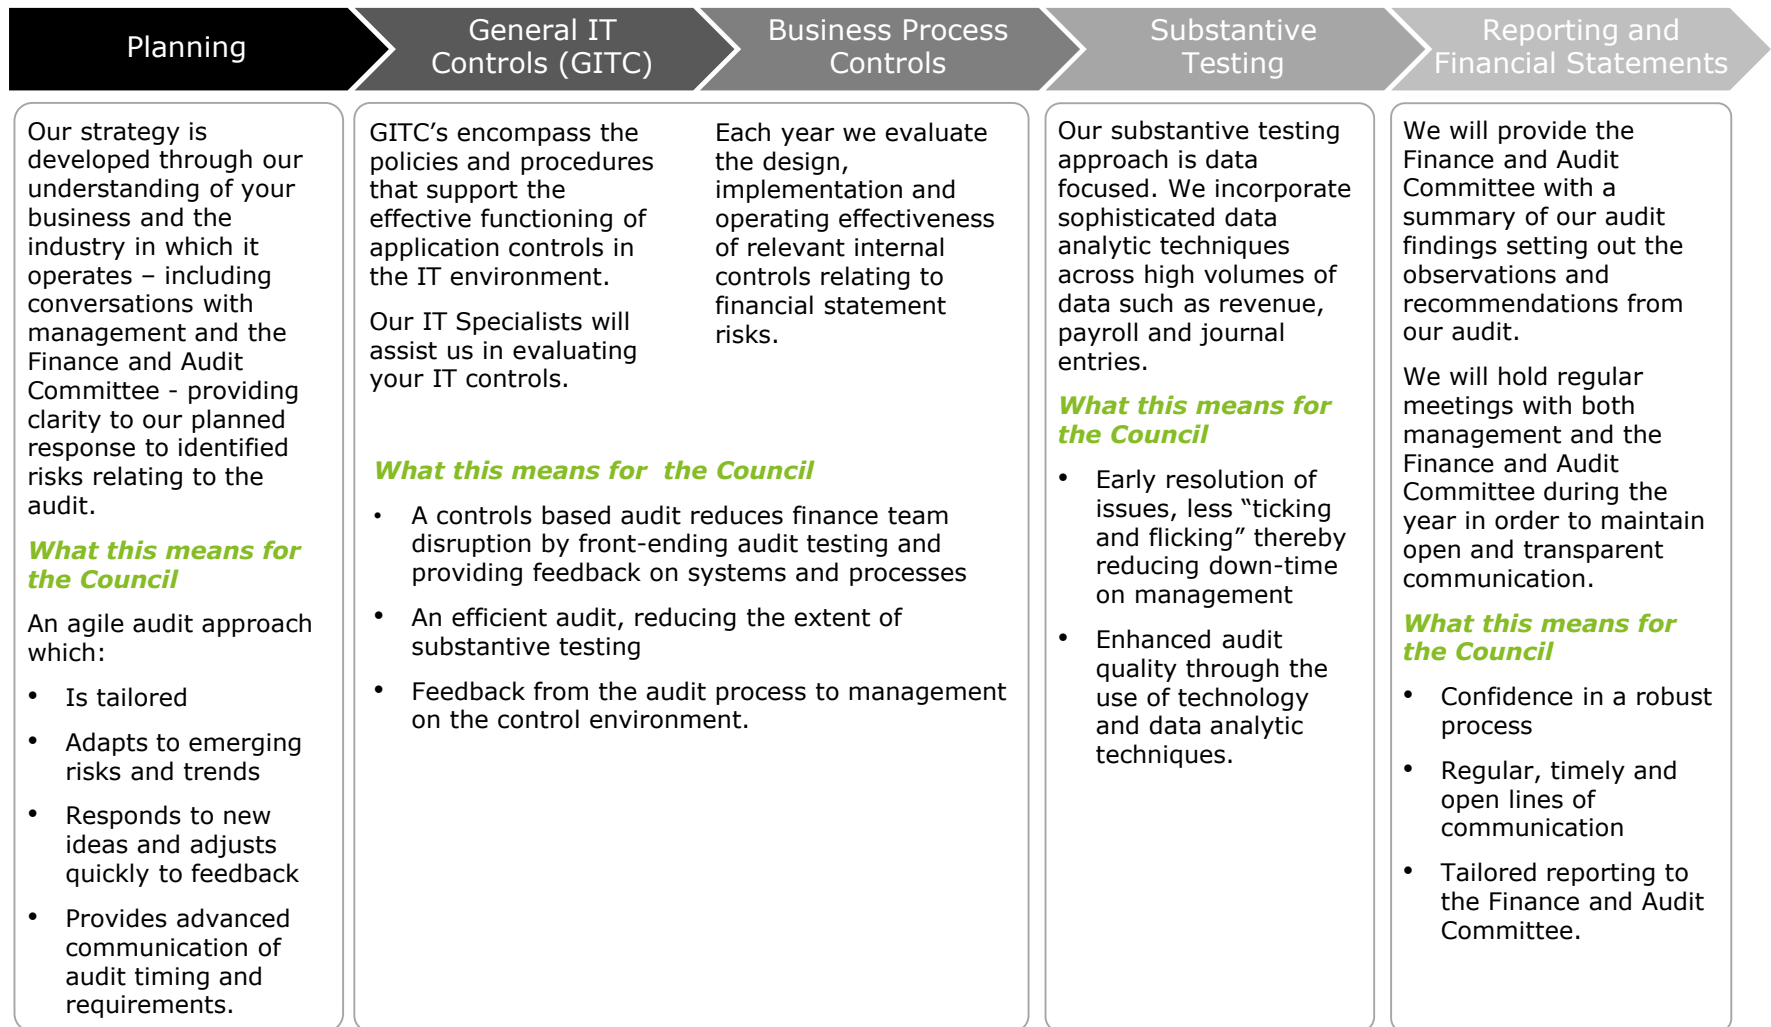 Planning
General IT
Controls (GITC)
Business Process
Controls
Substantive
Testing
Reporting and
Financial Statements
Our strategy is
developed through our
understanding of your
business and the
industry in which it
operates – including
conversations with
management and the
Finance and Audit
Committee - providing
clarity to our planned
response to identified
risks relating to the
audit.
What this means for
the Council
An agile audit approach
which:
• Is tailored
• Adapts to emerging
risks and trends
• Responds to new
ideas and adjusts
quickly to feedback
• Provides advanced
communication of
audit timing and
requirements.
GITC’s encompass the
policies and procedures
that support the
effective functioning of
application controls in
the IT environment.
Our IT Specialists will
assist us in evaluating
your IT controls.
Each year we evaluate
the design,
implementation and
operating effectiveness
of relevant internal
controls relating to
financial statement
risks.
What this means for  the Council
• A controls based audit reduces finance team
disruption by front-ending audit testing and
providing feedback on systems and processes
• An efficient audit, reducing the extent of
substantive testing
• Feedback from the audit process to management
on the control environment.
Our substantive testing
approach is data
focused. We incorporate
sophisticated data
analytic techniques
across high volumes of
data such as revenue,
payroll and journal
entries.
What this means for
the Council
• Early resolution of
issues, less “ticking
and flicking” thereby
reducing down-time
on management
• Enhanced audit
quality through the
use of technology
and data analytic
techniques.
We will provide the
Finance and Audit
Committee with a
summary of our audit
findings setting out the
observations and
recommendations from
our audit.
We will hold regular
meetings with both
management and the
Finance and Audit
Committee during the
year in order to maintain
open and transparent
communication.
What this means for
the Council
• Confidence in a robust
process
• Regular, timely and
open lines of
communication
• Tailored reporting to
the Finance and Audit
Committee.